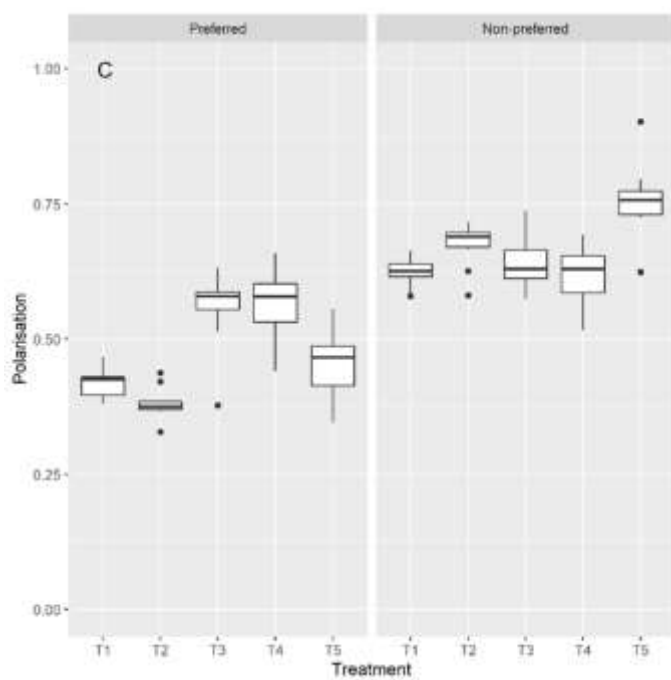 Preferred Non-preferred
C
1.00
0.75
0.50
0.25
0.00
Polarisation
T1 T2 T3 T4 T5 T1 T2 T3 T4 T5
Treatment